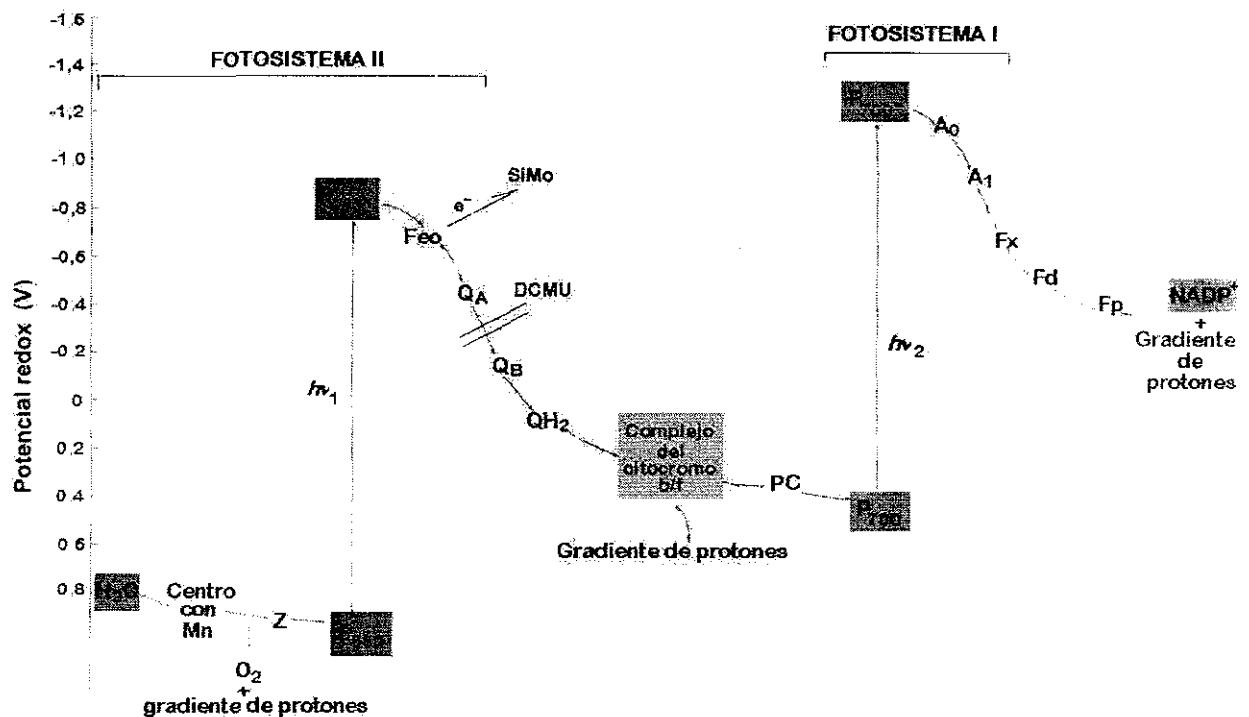 -1,6
-1,4
-1,2
-1,0
-0,8
-0,6
-0,4
-0,2
0
0,2
0,4
0 6
0,8
Potencial redox (V)
FOTOSISTEMA II
FOTOSISTEMA I
SiMo
e⁻
Feo
QA
DCMU
QB
QH2
hν1
Complejo
del
citocromo
b/f
Gradiente de protones
PC
P700
hν2
A0
A1
Fx
Fd
Fp
NADP+
+
Gradiente
de
protones
H2O
Centro
con
Mn
Z
O2
+
gradiente de protones